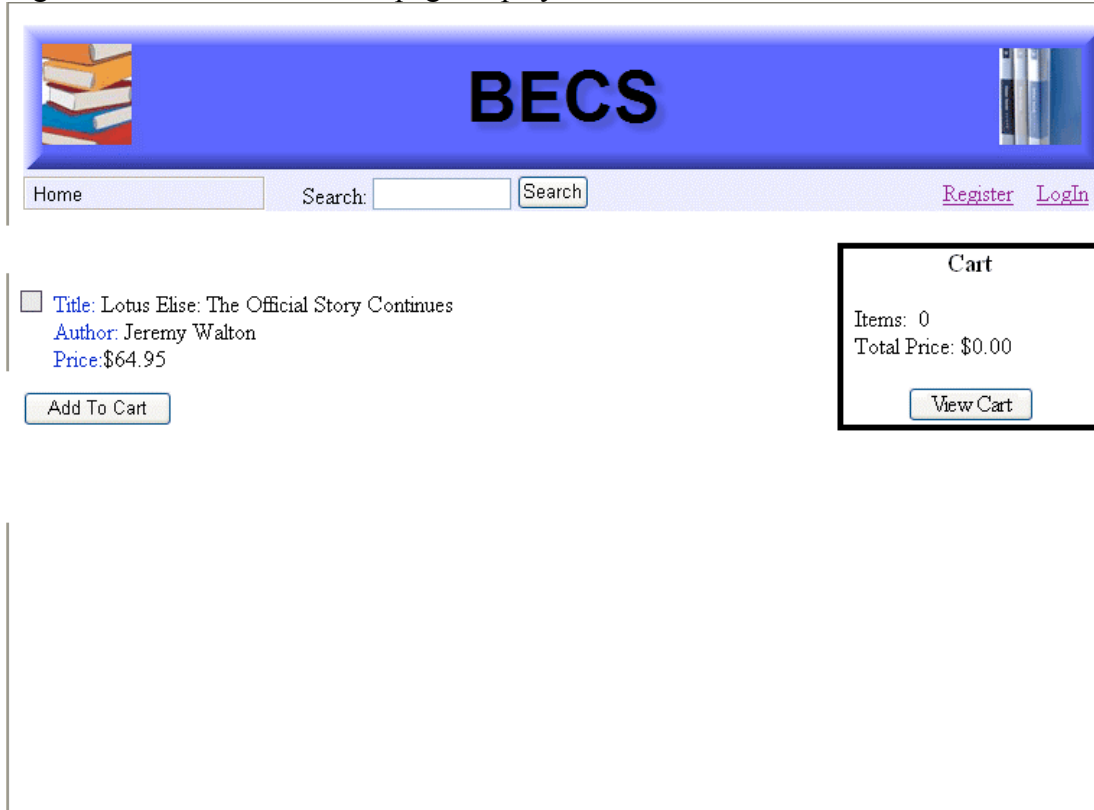 BECS
Home Search: Search Register LogIn
Cart
Title: Lotus Elise: The Official Story Continues
Author: Jeremy Walton
Price:$64.95
Items: 0
Total Price: $0.00
Add To Cart
View Cart